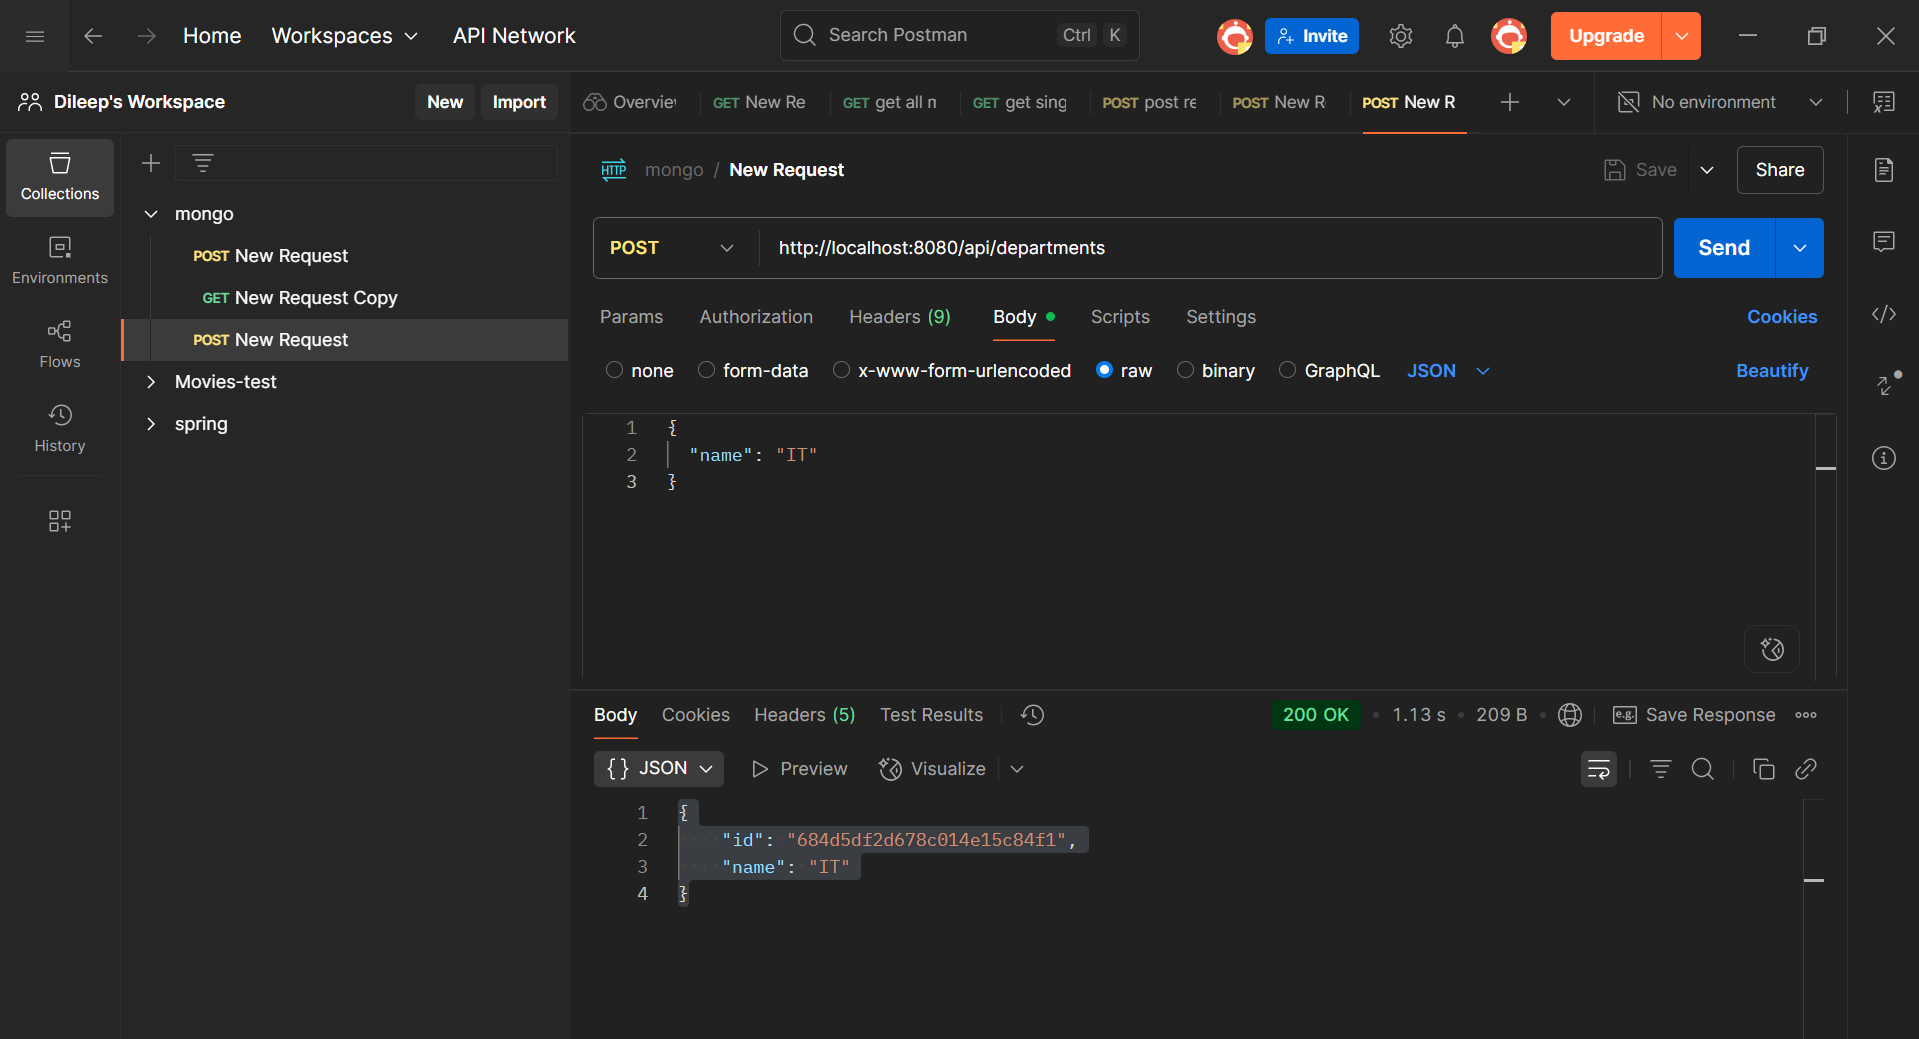 Home Workspaces API Network Search Postman Ctrl K Invite Upgrade
Dileep's Workspace New Import
Overview GET New Re GET get all n GET get sing POST post re POST New R POST New R No environment
Collections
Environments
Flows
History
mongo
POST New Request
GET New Request Copy
POST New Request
Movies-test
spring
HTTP mongo / New Request Save Share
POST http://localhost:8080/api/departments Send
Params Authorization Headers (9) Body Scripts Settings Cookies
none form-data x-www-form-urlencoded raw binary GraphQL JSON Beautify
1 {
2 "name": "IT"
3 }
Body Cookies Headers (5) Test Results 200 OK 1.13 s 209 B e.g. Save Response
{} JSON Preview Visualize
1 {
2 "id": "684d5df2d678c014e15c84f1",
3 "name": "IT"
4 }